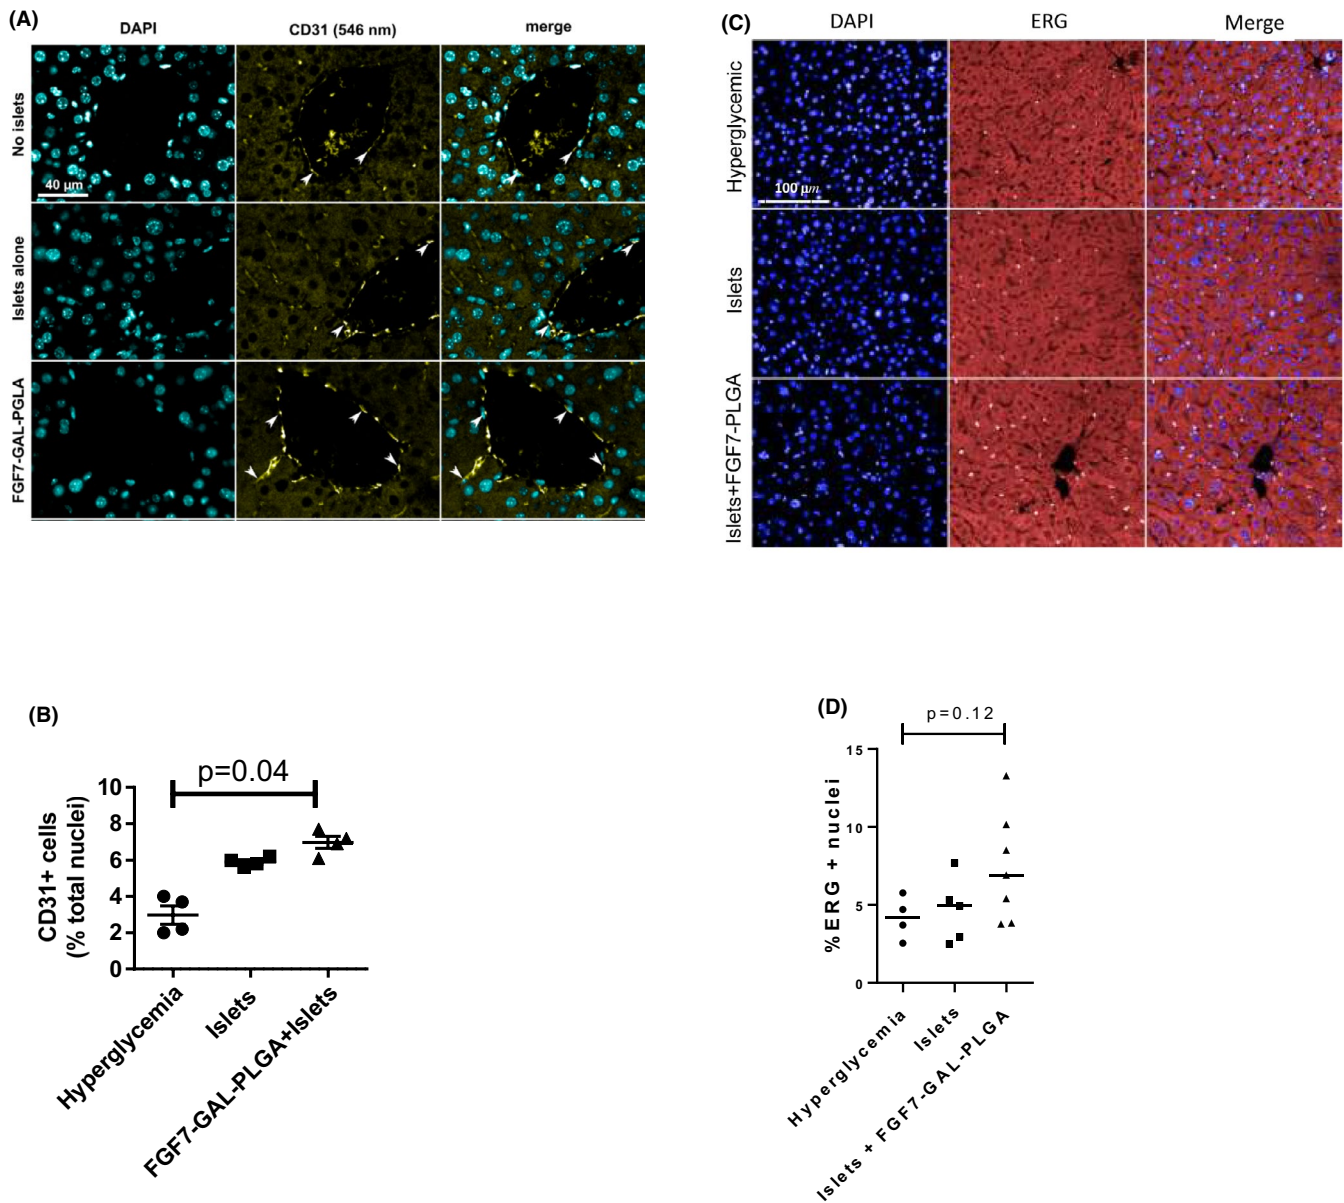 (A)
DAPI
CD31 (546 nm)
merge
No islets
40 µm
Islets alone
FGF7-GAL-PGLA
(C)
DAPI
ERG
Merge
Hyperglycemic
100 µm
Islets
Islets+FGF7-PLGA
(B)
p=0.04
CD31+ cells
(% total nuclei)
10
8
6
4
2
0
Hyperglycemia
Islets
FGF7-GAL-PLGA+Islets
(D)
p=0.12
%ERG + nuclei
15
10
5
0
Hyperglycemia
Islets
Islets + FGF7-GAL-PLGA